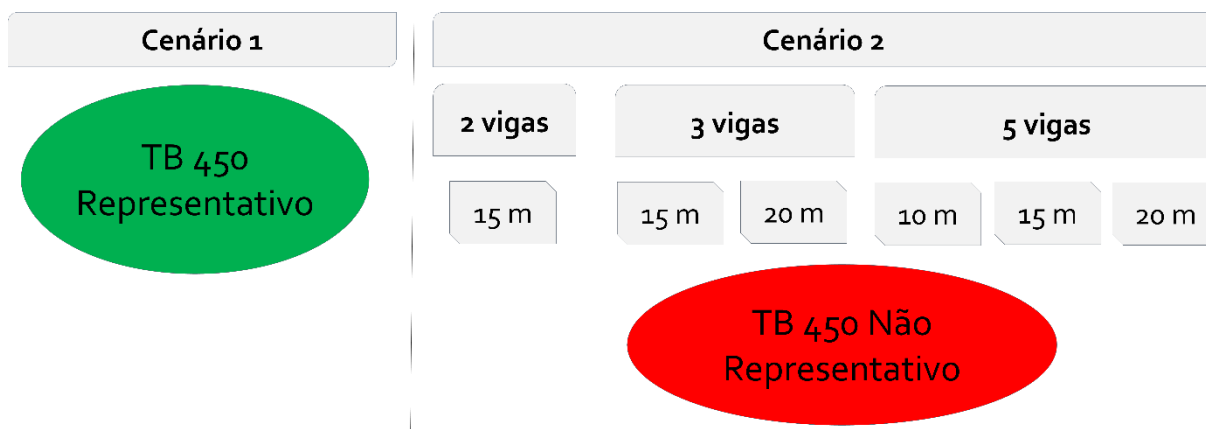 Cenário 1
TB 450
Representativo
Cenário 2
2 vigas
3 vigas
5 vigas
15 m
15 m
20 m
10 m
15 m
20 m
TB 450 Não
Representativo